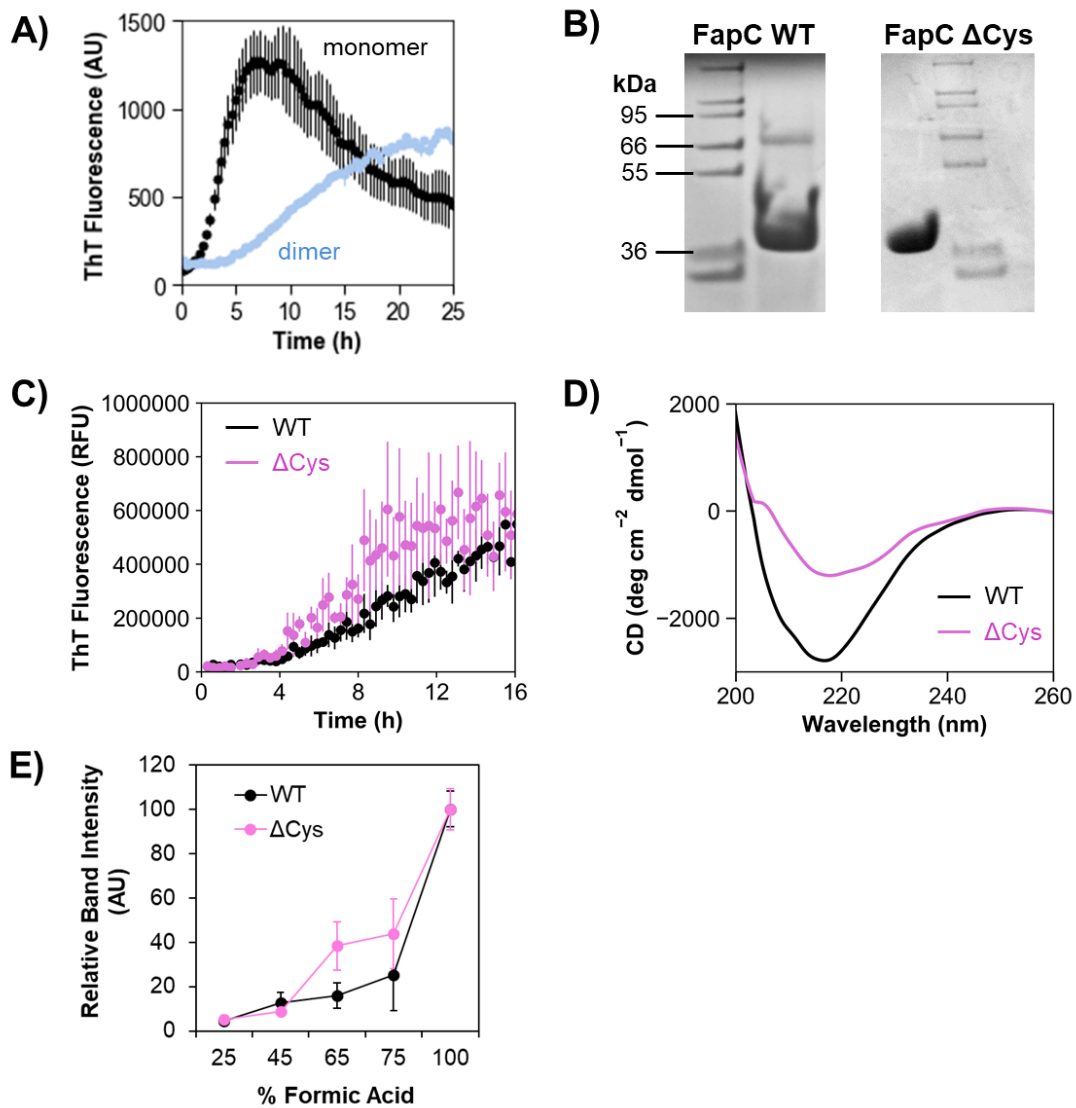 A)
ThT Fluorescence (AU)
1500
1000
500
0
monomer
dimer
0 5 10 15 20 25
Time (h)
B)
FapC WT FapC ΔCys
kDa
95
66
55
36
C)
ThT Fluorescence (RFU)
1000000
800000
600000
400000
200000
0
WT
ΔCys
0 4 8 12 16
Time (h)
D)
CD (deg cm⁻² dmol⁻¹)
2000
0
−2000
WT
ΔCys
200 220 240 260
Wavelength (nm)
E)
Relative Band Intensity
(AU)
120
100
80
60
40
20
0
WT
ΔCys
25 45 65 75 100
% Formic Acid